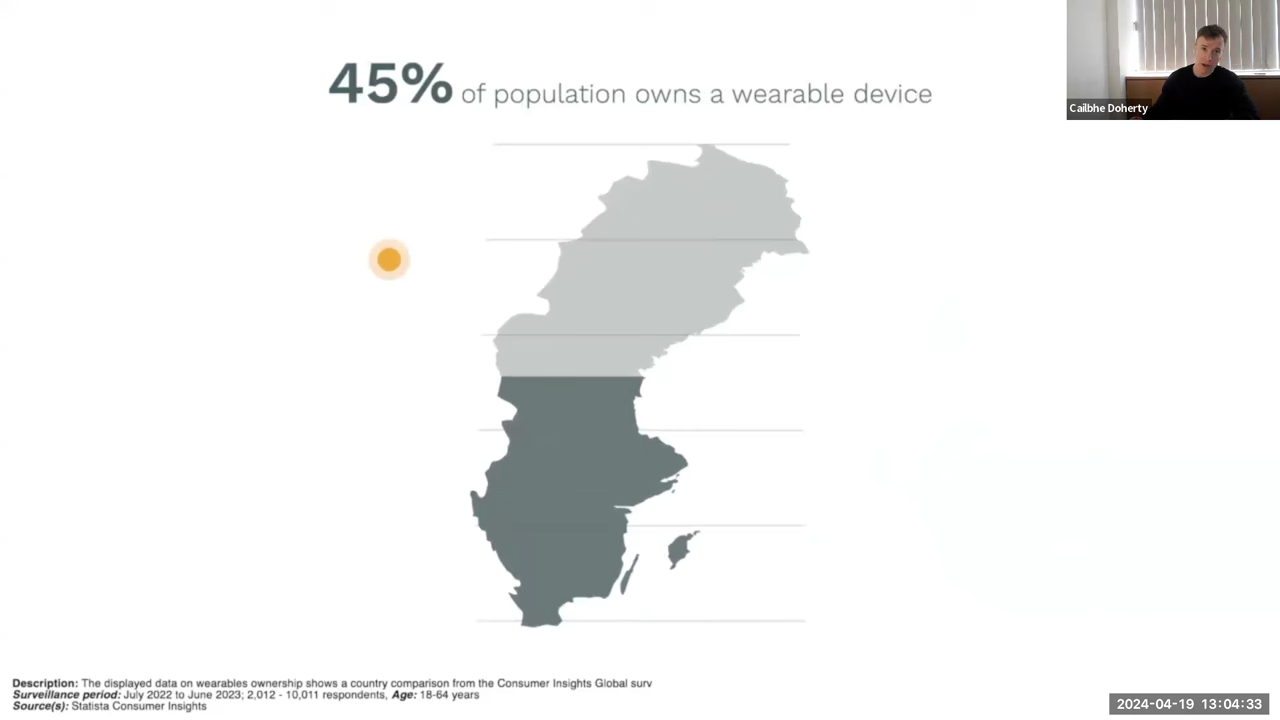 45% of population owns a wearable device
Cailbhe Doherty
Description: The displayed data on wearables ownership shows a country comparison from the Consumer Insights Global surv
Surveillance period: July 2022 to June 2023; 2,012 - 10,011 respondents, Age: 18-64 years
Source(s): Statista Consumer Insights
2024-04-19 13:04:33